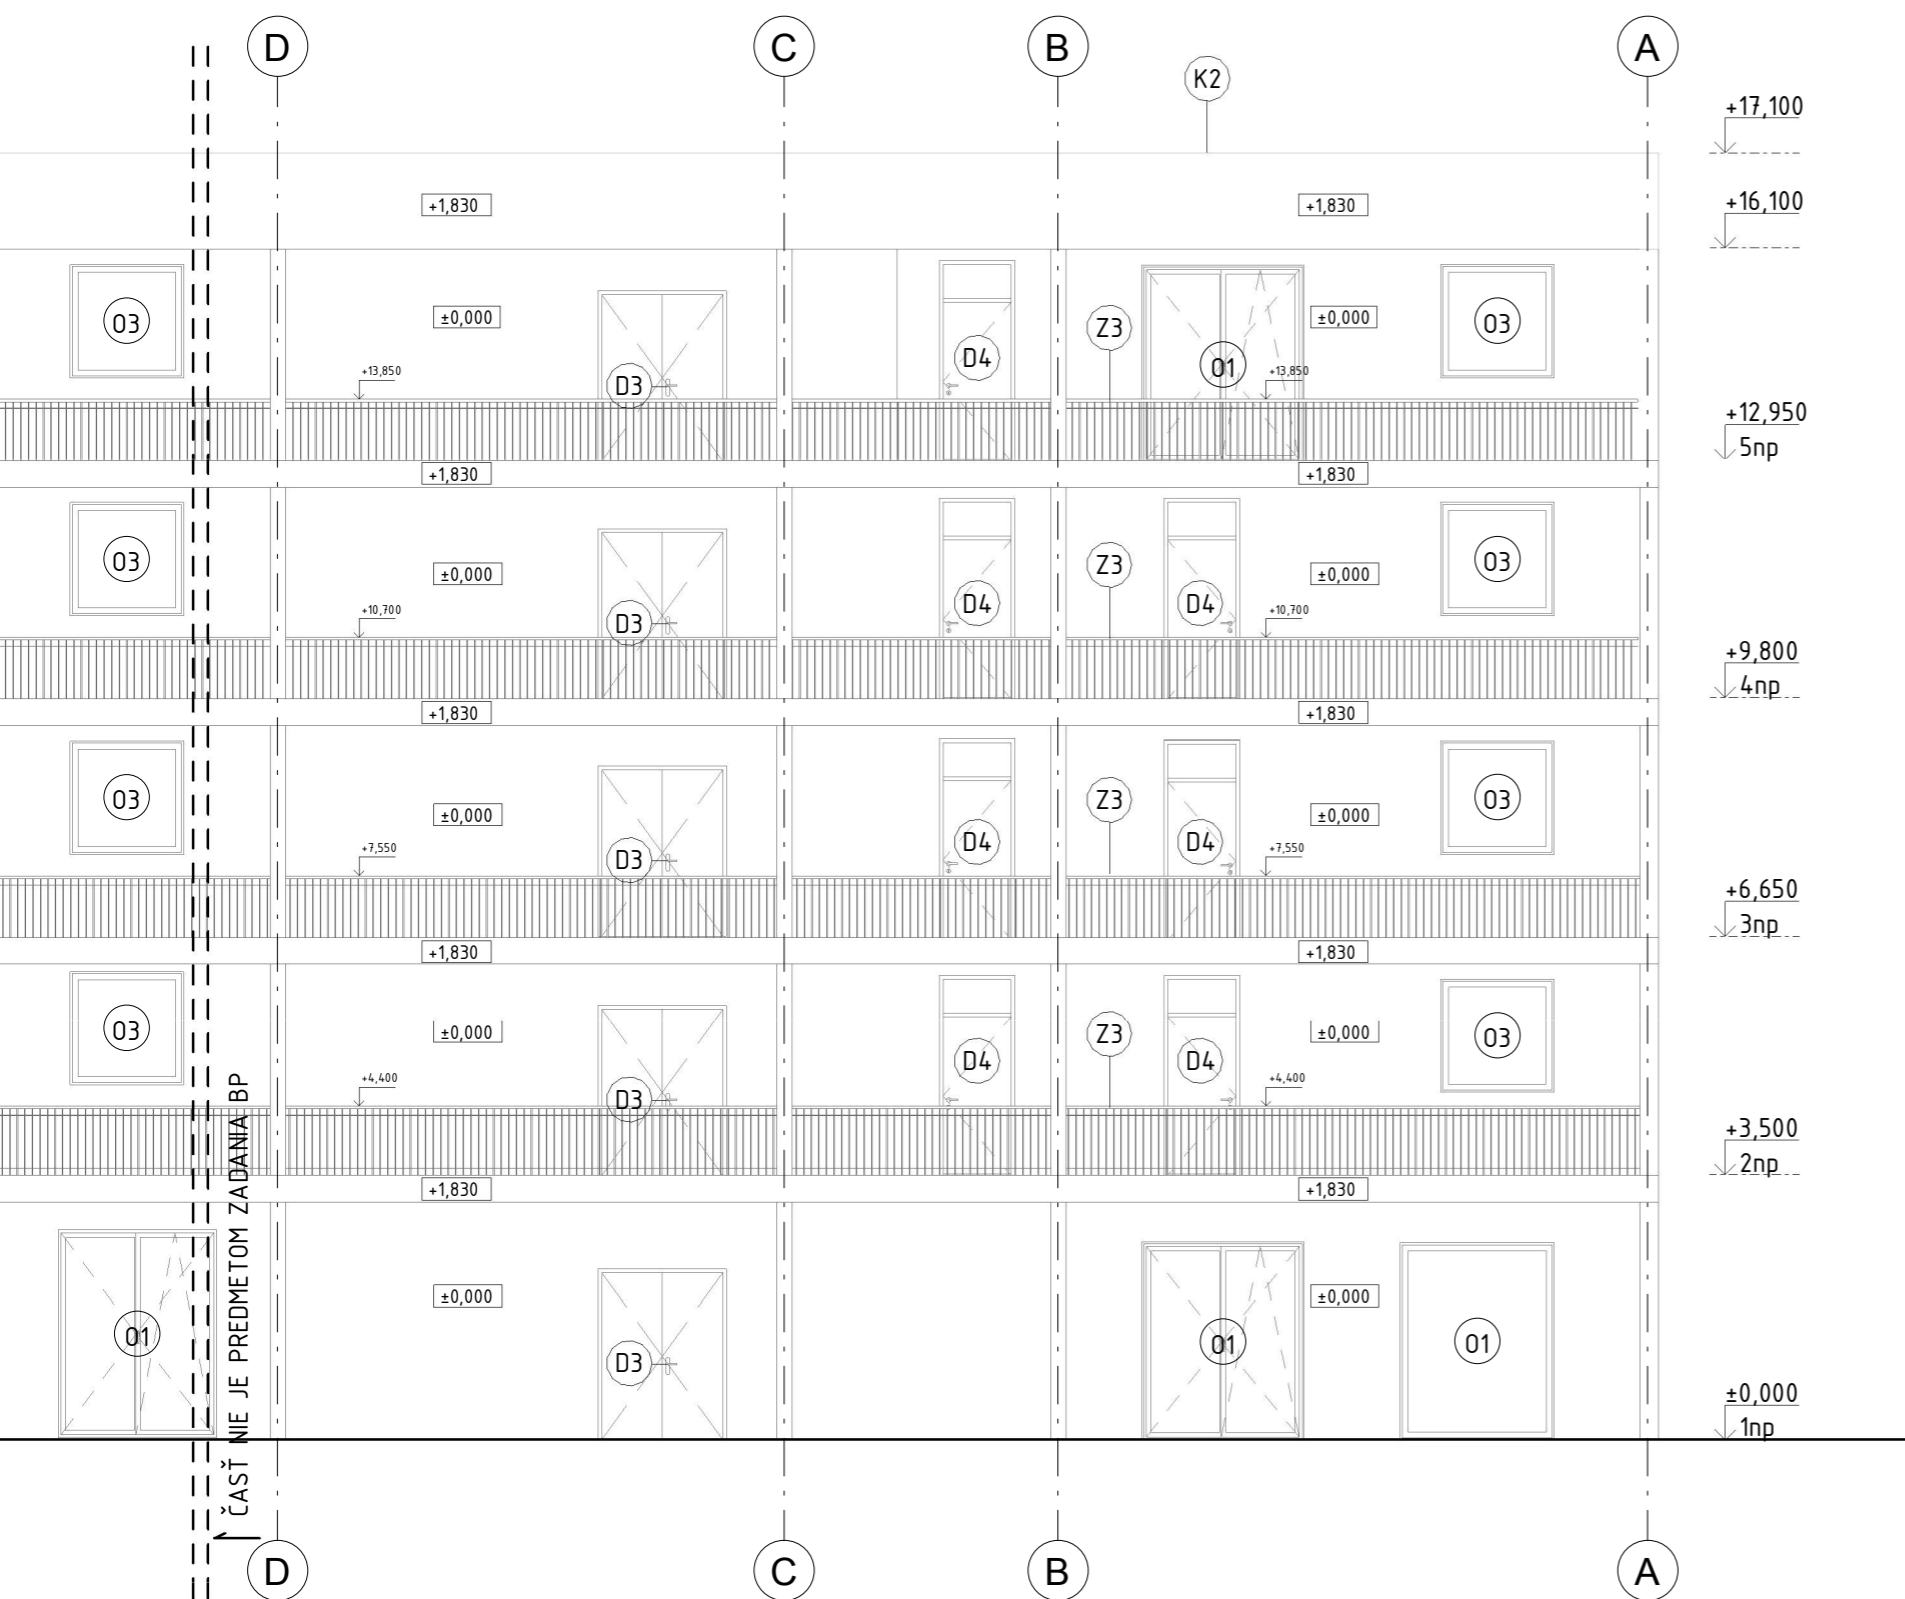 D C B A
K2
+17,100
+1,830 +1,830
+16,100
03 ±0,000 Z3 ±0,000 03
+13,850 D3 D4 01 +13,850
+12,950
5np
+1,830 +1,830
03 ±0,000 Z3 ±0,000 03
+10,700 D3 D4 D4 +10,700
+9,800
4np
+1,830 +1,830
03 ±0,000 Z3 ±0,000 03
+7,550 D3 D4 D4 +7,550
+6,650
3np
+1,830 +1,830
03 ±0,000 Z3 ±0,000 03
+4,400 D3 D4 D4 +4,400
+3,500
2np
+1,830 +1,830
±0,000 ±0,000
01 D3 01 01
±0,000
1np
ČASŤ NIE JE PREDMETOM ZADANIA BP
D C B A